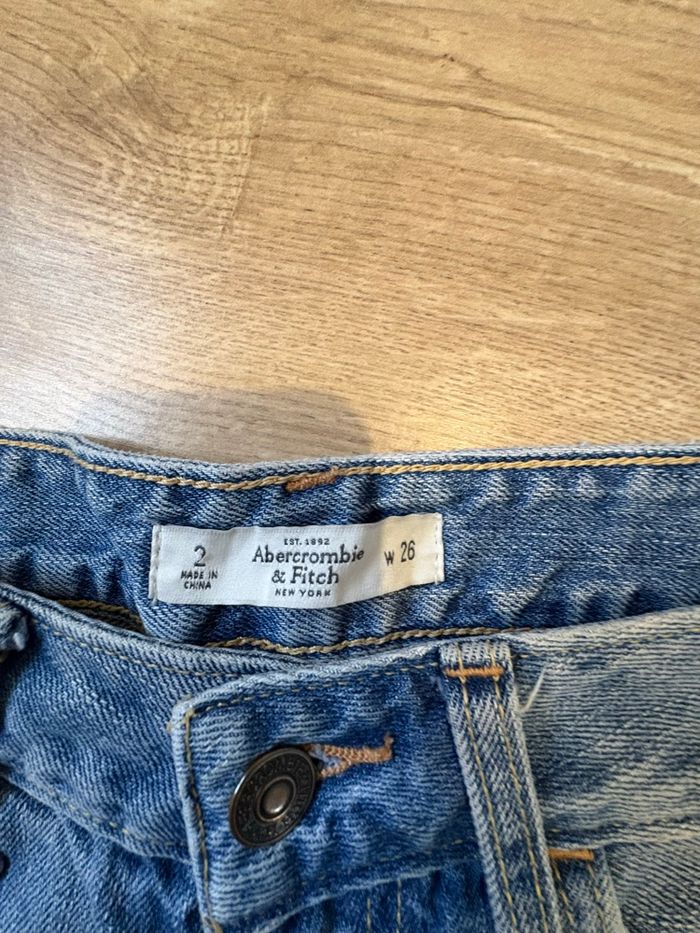 2
MADE IN
CHINA
EST. 1892
Abercrombie
& Fitch
NEW YORK
W 26